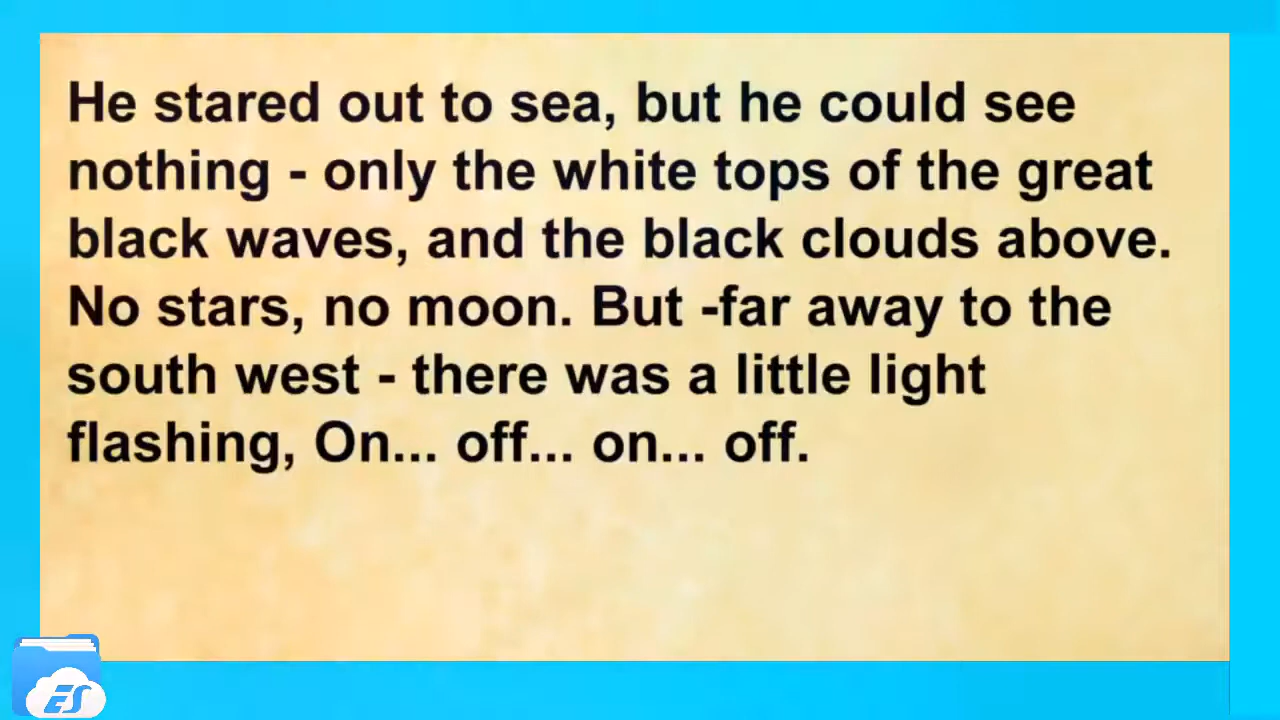 He stared out to sea, but he could see
nothing - only the white tops of the great
black waves, and the black clouds above.
No stars, no moon. But -far away to the
south west - there was a little light
flashing, On... off... on... off.
ES